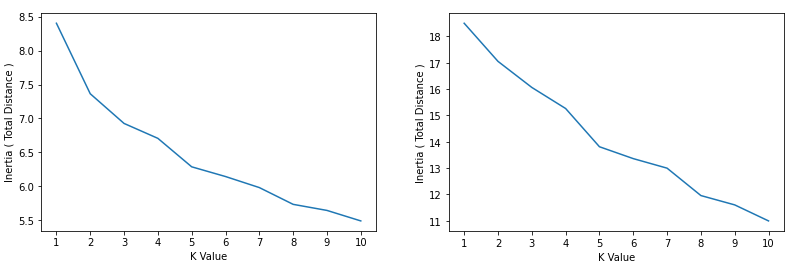 8.5
8.0
7.5
7.0
6.5
6.0
5.5
Inertia ( Total Distance )
1 2 3 4 5 6 7 8 9 10
K Value
18
17
16
15
14
13
12
11
Inertia ( Total Distance )
1 2 3 4 5 6 7 8 9 10
K Value